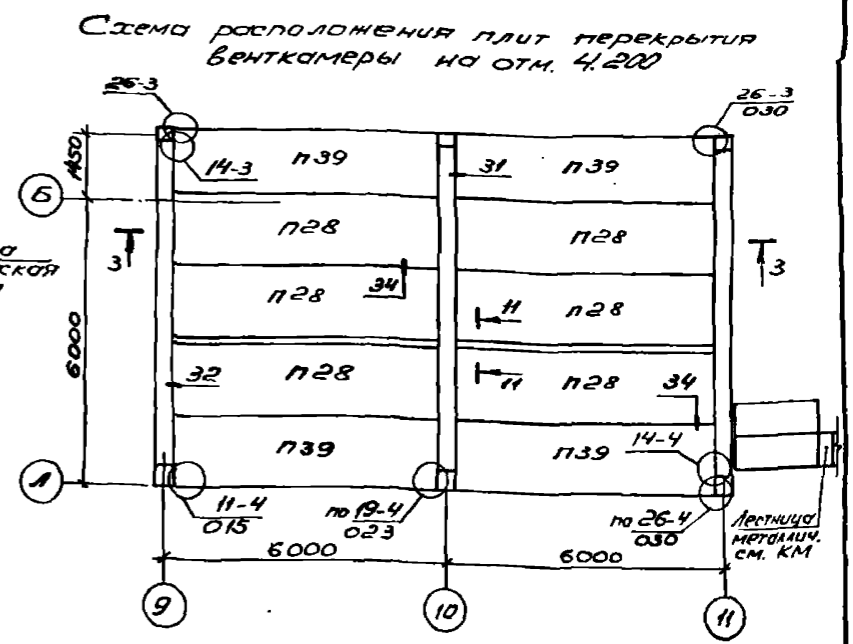 Схема расположения плит перекрытия
венткамеры на отм. 4.200
26-3
26-3
030
1450
14-3
п39
31
п39
Б
п28
п28
3
3
34
п28
11
п28
6000
32
п28
11
п28
34
п39
п39
14-4
11-4
015
по 19-4
023
по 26-4
030
Лестница
металлич.
см. КМ
6000
6000
9
10
11